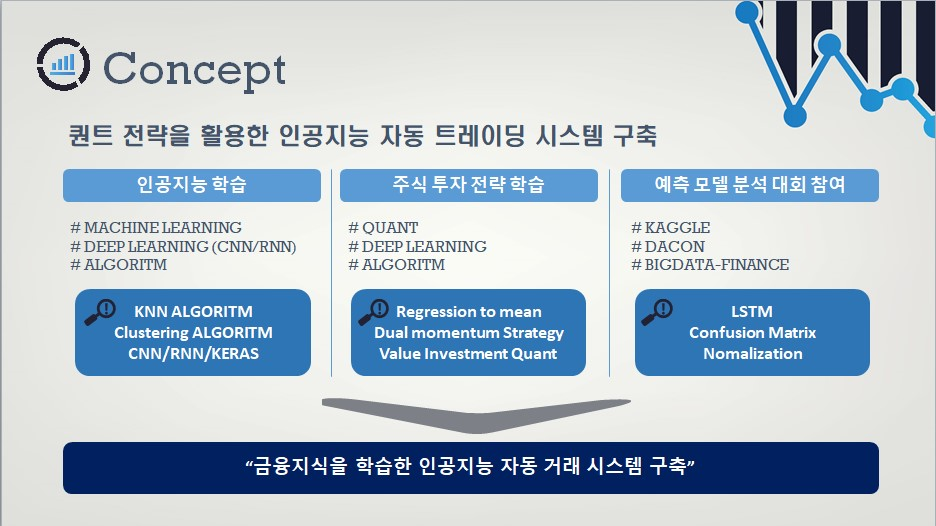 Concept
퀀트 전략을 활용한 인공지능 자동 트레이딩 시스템 구축
인공지능 학습
# MACHINE LEARNING
# DEEP LEARNING (CNN/RNN)
# ALGORITM
KNN ALGORITM
Clustering ALGORITM
CNN/RNN/KERAS
주식 투자 전략 학습
# QUANT
# DEEP LEARNING
# ALGORITM
Regression to mean
Dual momentum Strategy
Value Investment Quant
예측 모델 분석 대회 참여
# KAGGLE
# DACON
# BIGDATA-FINANCE
LSTM
Confusion Matrix
Nomalization
“금융지식을 학습한 인공지능 자동 거래 시스템 구축”